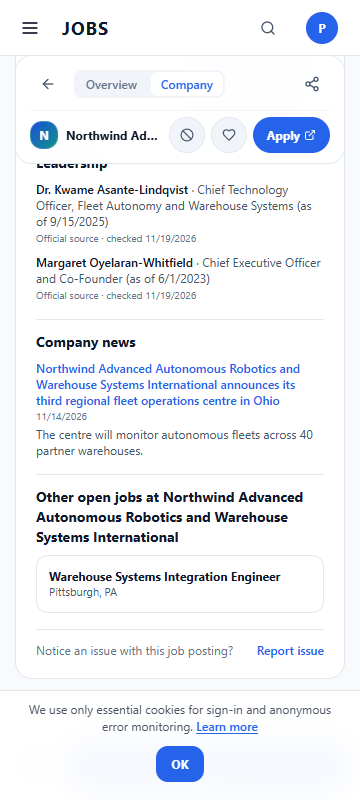 JOBS
P
Overview
Company
N
Northwind Ad...
Apply
Leadership
Dr. Kwame Asante-Lindqvist · Chief Technology
Officer, Fleet Autonomy and Warehouse Systems (as
of 9/15/2025)
Official source · checked 11/19/2026
Margaret Oyelaran-Whitfield · Chief Executive Officer
and Co-Founder (as of 6/1/2023)
Official source · checked 11/19/2026
Company news
Northwind Advanced Autonomous Robotics and
Warehouse Systems International announces its
third regional fleet operations centre in Ohio
11/14/2026
The centre will monitor autonomous fleets across 40
partner warehouses.
Other open jobs at Northwind Advanced
Autonomous Robotics and Warehouse
Systems International
Warehouse Systems Integration Engineer
Pittsburgh, PA
Notice an issue with this job posting?
Report issue
We use only essential cookies for sign-in and anonymous
error monitoring. Learn more
OK